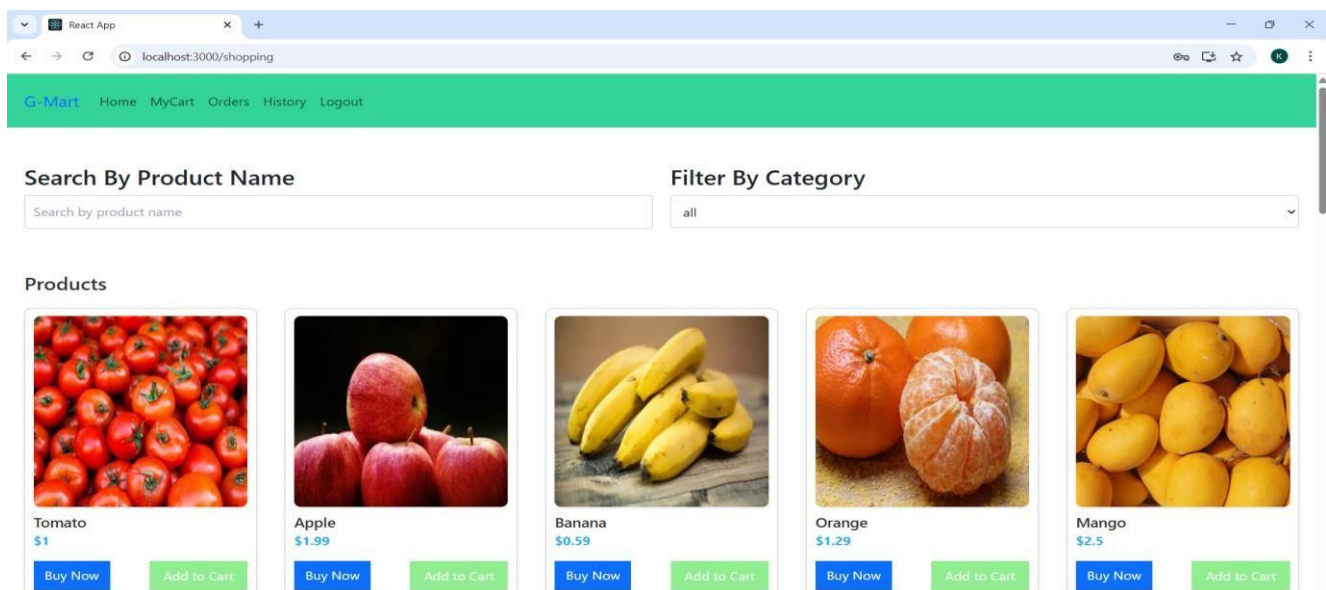 React App
localhost:3000/shopping
K
G-Mart Home MyCart Orders History Logout
Search By Product Name
Filter By Category
Search by product name
all
Products
Tomato
$1
Buy Now Add to Cart
Apple
$1.99
Buy Now Add to Cart
Banana
$0.59
Buy Now Add to Cart
Orange
$1.29
Buy Now Add to Cart
Mango
$2.5
Buy Now Add to Cart